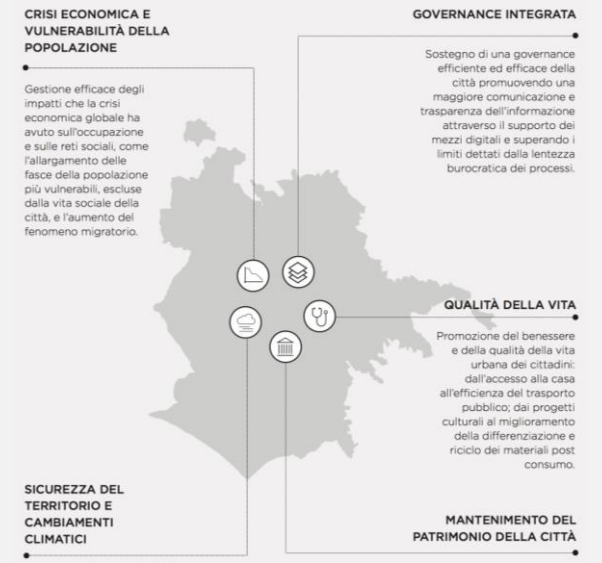 CRISI ECONOMICA E
VULNERABILITÀ DELLA
POPOLAZIONE
Gestione efficace degli
impatti che la crisi
economica globale ha
avuto sull'occupazione
e sulle reti sociali, come
l'allargamento delle
fasce della popolazione
più vulnerabili, escluse
dalla vita sociale della
città, e l'aumento del
fenomeno migratorio.
GOVERNANCE INTEGRATA
Sostegno di una governance
efficiente ed efficace della
città promuovendo una
maggiore comunicazione e
trasparenza dell'informazione
attraverso il supporto dei
mezzi digitali e superando i
limiti dettati dalla lentezza
burocratica dei processi.
QUALITÀ DELLA VITA
Promozione del benessere
e della qualità della vita
urbana dei cittadini:
dall'accesso alla casa
all'efficienza del trasporto
pubblico; dai progetti
culturali al miglioramento
della differenziazione e
riciclo dei materiali post
consumo.
SICUREZZA DEL
TERRITORIO E
CAMBIAMENTI
CLIMATICI
MANTENIMENTO DEL
PATRIMONIO DELLA CITTÀ